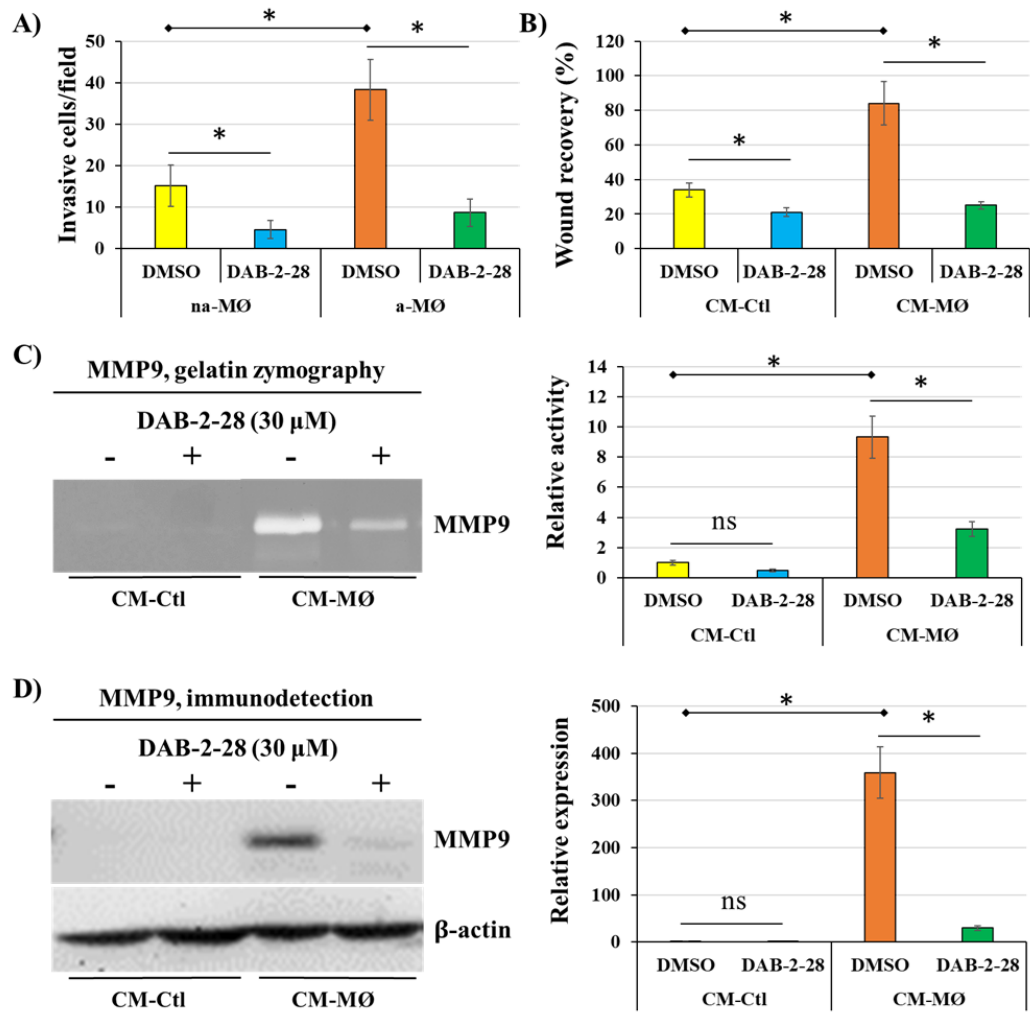 A)
Invasive cells/field
50
40
30
20
10
0
*
*
*
DMSO DAB-2-28 DMSO DAB-2-28
na-MØ a-MØ
B)
Wound recovery (%)
120
100
80
60
40
20
0
*
*
*
DMSO DAB-2-28 DMSO DAB-2-28
CM-Ctl CM-MØ
C)
MMP9, gelatin zymography
DAB-2-28 (30 µM)
- + - +
MMP9
CM-Ctl CM-MØ
Relative activity
14
12
10
8
6
4
2
0
*
*
ns
DMSO DAB-2-28 DMSO DAB-2-28
CM-Ctl CM-MØ
D)
MMP9, immunodetection
DAB-2-28 (30 µM)
- + - +
MMP9
β-actin
CM-Ctl CM-MØ
Relative expression
500
400
300
200
100
0
*
*
ns
DMSO DAB-2-28 DMSO DAB-2-28
CM-Ctl CM-MØ